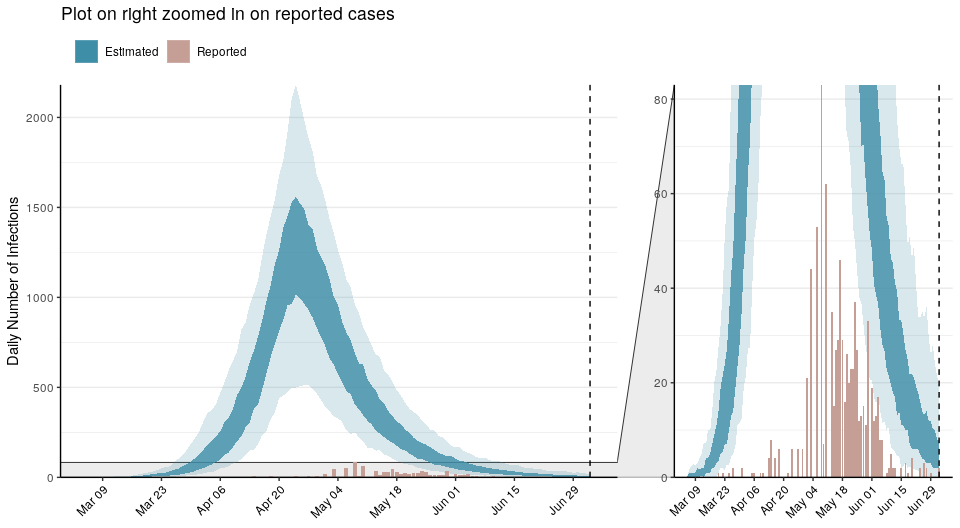 Plot on right zoomed in on reported cases
Estimated Reported
Daily Number of Infections
2000
1500
1000
500
0
Mar 09 Mar 23 Apr 06 Apr 20 May 04 May 18 Jun 01 Jun 15 Jun 29
80
60
40
20
0
Mar 09 Mar 23 Apr 06 Apr 20 May 04 May 18 Jun 01 Jun 15 Jun 29